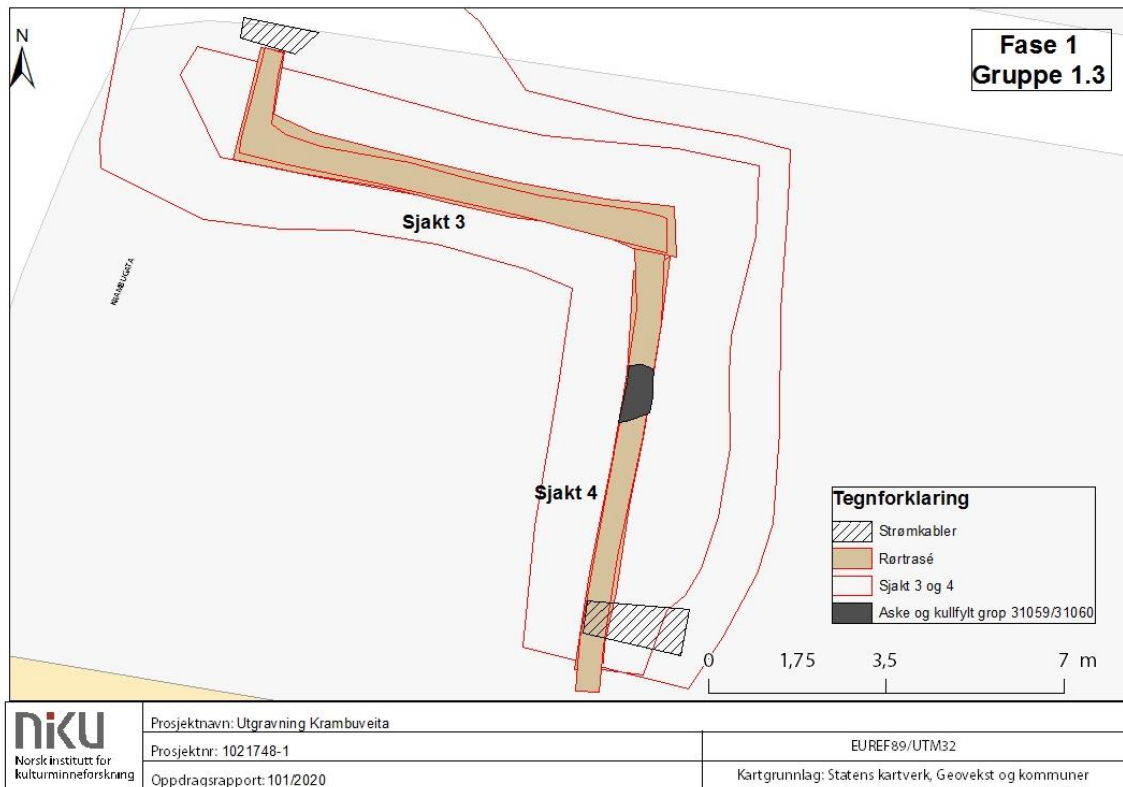 N
Fase 1
Gruppe 1.3
Sjakt 3
KRAMBUGATA
Sjakt 4
Tegnforklaring
Strømkabler
Rørtrasé
Sjakt 3 og 4
Aske og kullfylt grop 31059/31060
0 1,75 3,5 7 m
niKU
Norsk institutt for
kulturminneforskning
Prosjektnavn: Utgravning Krambuveita
Prosjektnr: 1021748-1
Oppdragsrapport: 101/2020
EUREF89/UTM32
Kartgrunnlag: Statens kartverk, Geovekst og kommuner